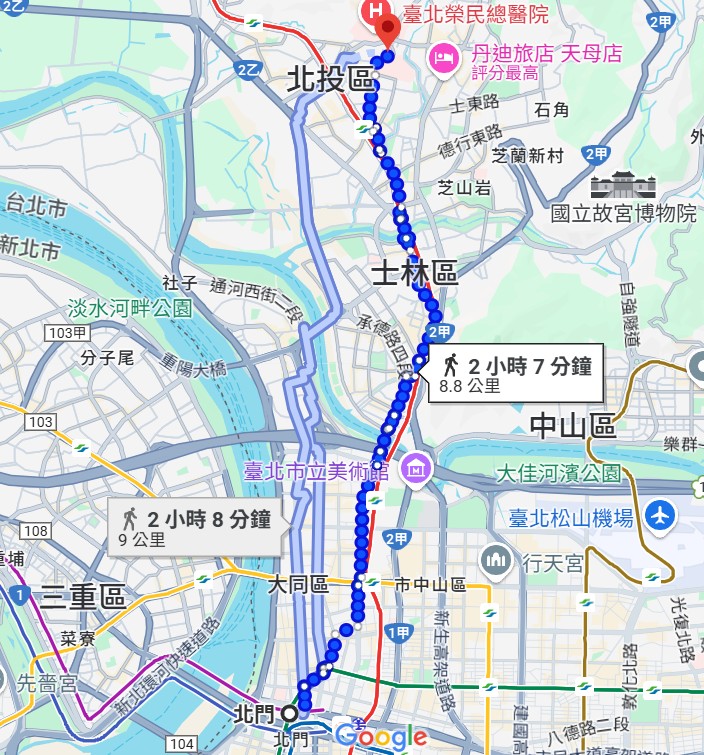 2乙
臺北榮民總醫院
2甲
2乙
丹迪旅店 天母店
評分最高
北投區
士東路
石角
德行東路
芝蘭新村
2甲
外
芝山岩
台北市
國立故宮博物院
新北市
士林區
社子
通河西街二段
自強隧道
淡水河畔公園
103甲
承德路四段
2甲
分子尾
重陽大橋
2 小時 7 分鐘
8.8 公里
103
中山區
樂群一
臺北市立美術館
大佳河濱公園
1
2 小時 8 分鐘
9 公里
臺北松山機場
108
2甲
行天宮
重埔
大同區
市中山區
1
三重區
光復北路
菜寮
1甲
新生高架道路
新北環河快速道路
敦化北路
先嗇宮
北門
建國高
Google
北門
104
八德路二段